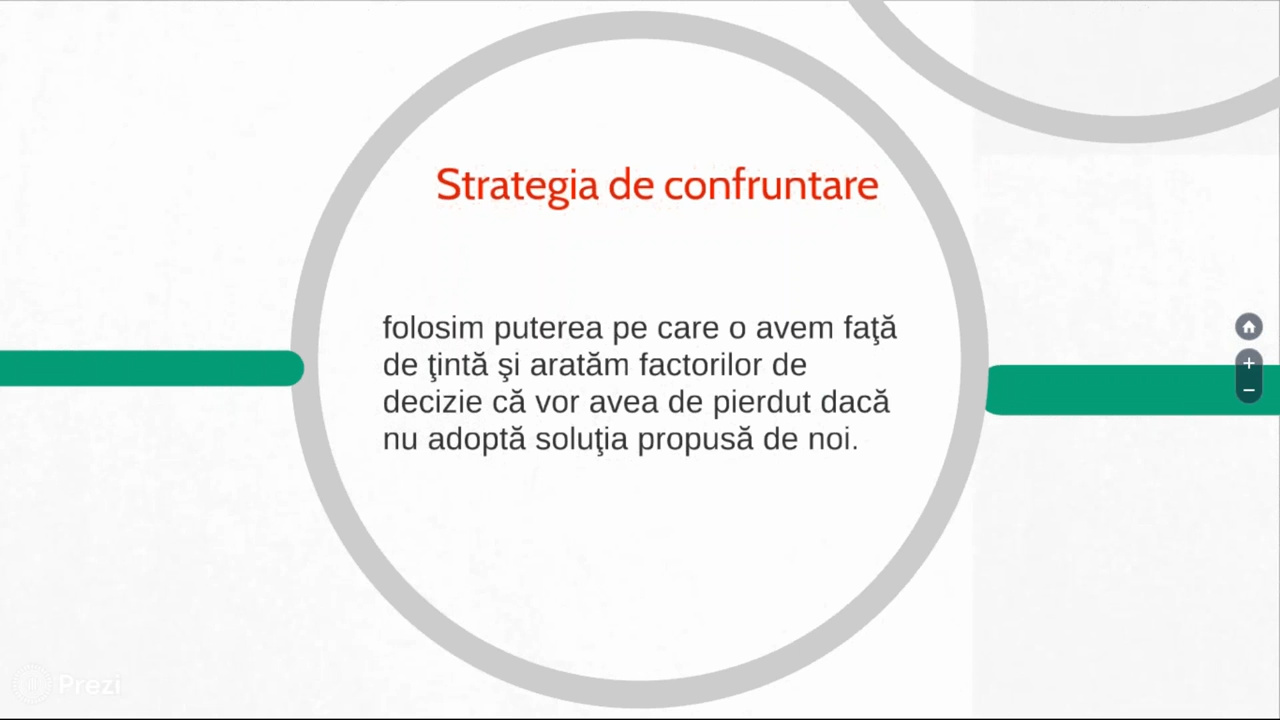 Strategia de confruntare
folosim puterea pe care o avem faţă
de ţintă şi aratăm factorilor de
decizie că vor avea de pierdut dacă
nu adoptă soluţia propusă de noi.
Prezi